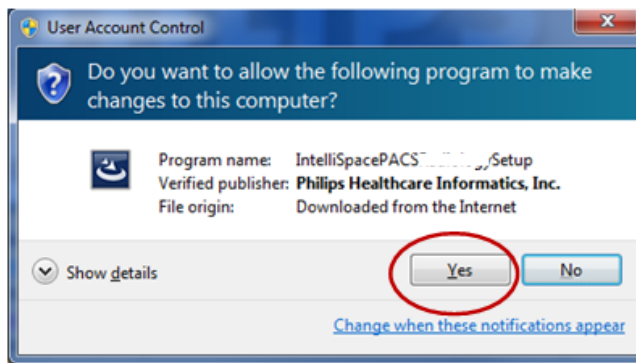 User Account Control
Do you want to allow the following program to make
changes to this computer?
Program name: IntelliSpacePACS
Verified publisher: Philips Healthcare Informatics, Inc.
File origin: Downloaded from the Internet
Show details
Yes No
Change when these notifications appear